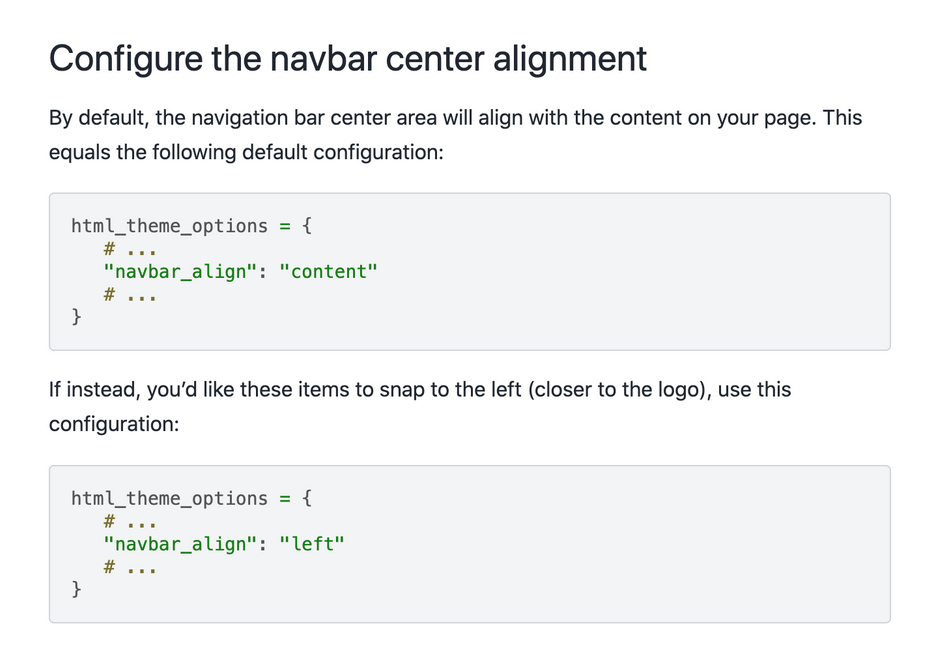 Configure the navbar center alignment
By default, the navigation bar center area will align with the content on your page. This
equals the following default configuration:
html_theme_options = {
   # ...
   "navbar_align": "content"
   # ...
}
If instead, you’d like these items to snap to the left (closer to the logo), use this
configuration:
html_theme_options = {
   # ...
   "navbar_align": "left"
   # ...
}